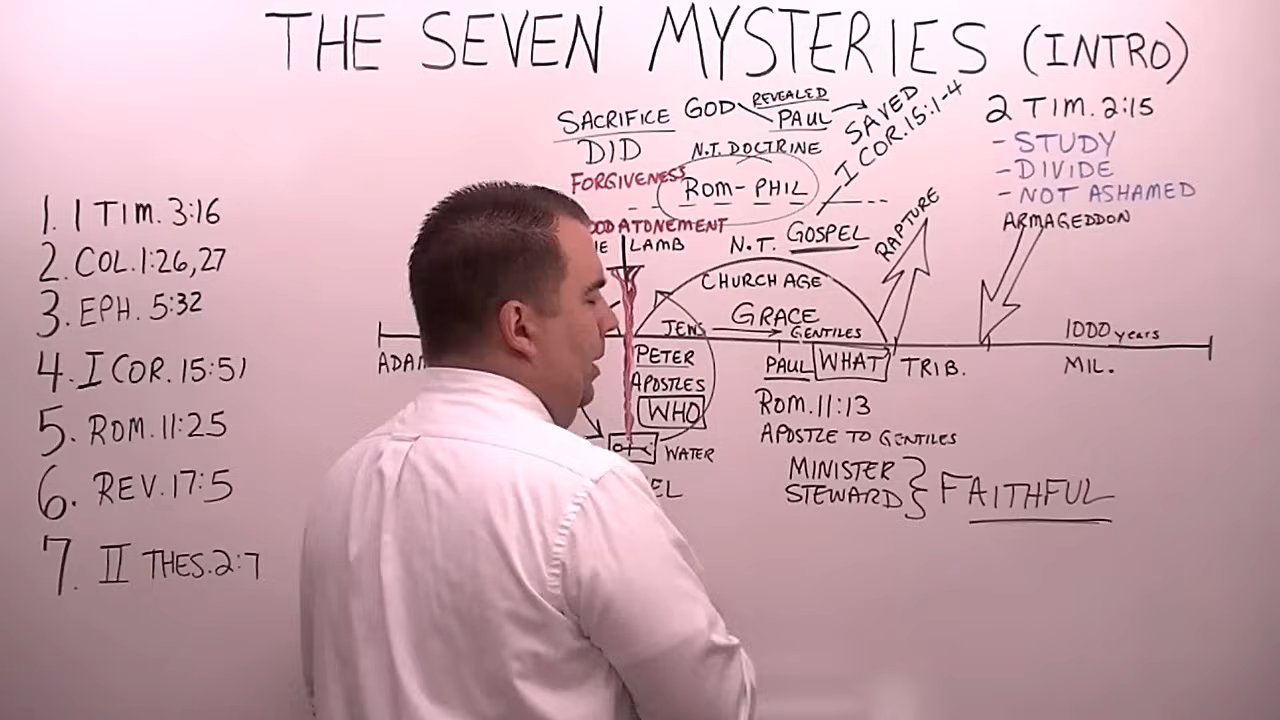 THE SEVEN MYSTERIES (INTRO)
1. 1 TIM. 3:16
2. COL. 1:26,27
3. EPH. 5:32
4. I COR. 15:51
5. ROM. 11:25
6. REV. 17:5
7. II THES. 2:7
SACRIFICE
DID
FORGIVENESS
ATONEMENT
LAMB
GOD
REVEALED
PAUL
SAVED
I COR. 15:1-4
N.T. DOCTRINE
ROM- PHIL
N.T. GOSPEL
CHURCH AGE
GRACE
JEWS
GENTILES
PETER
APOSTLES
WHO
WATER
PAUL WHAT
ROM. 11:13
APOSTLE TO GENTILES
MINISTER
STEWARD
FAITHFUL
RAPTURE
TRIB.
2 TIM. 2:15
- STUDY
- DIVIDE
- NOT ASHAMED
ARMAGEDDON
1000 years
MIL.